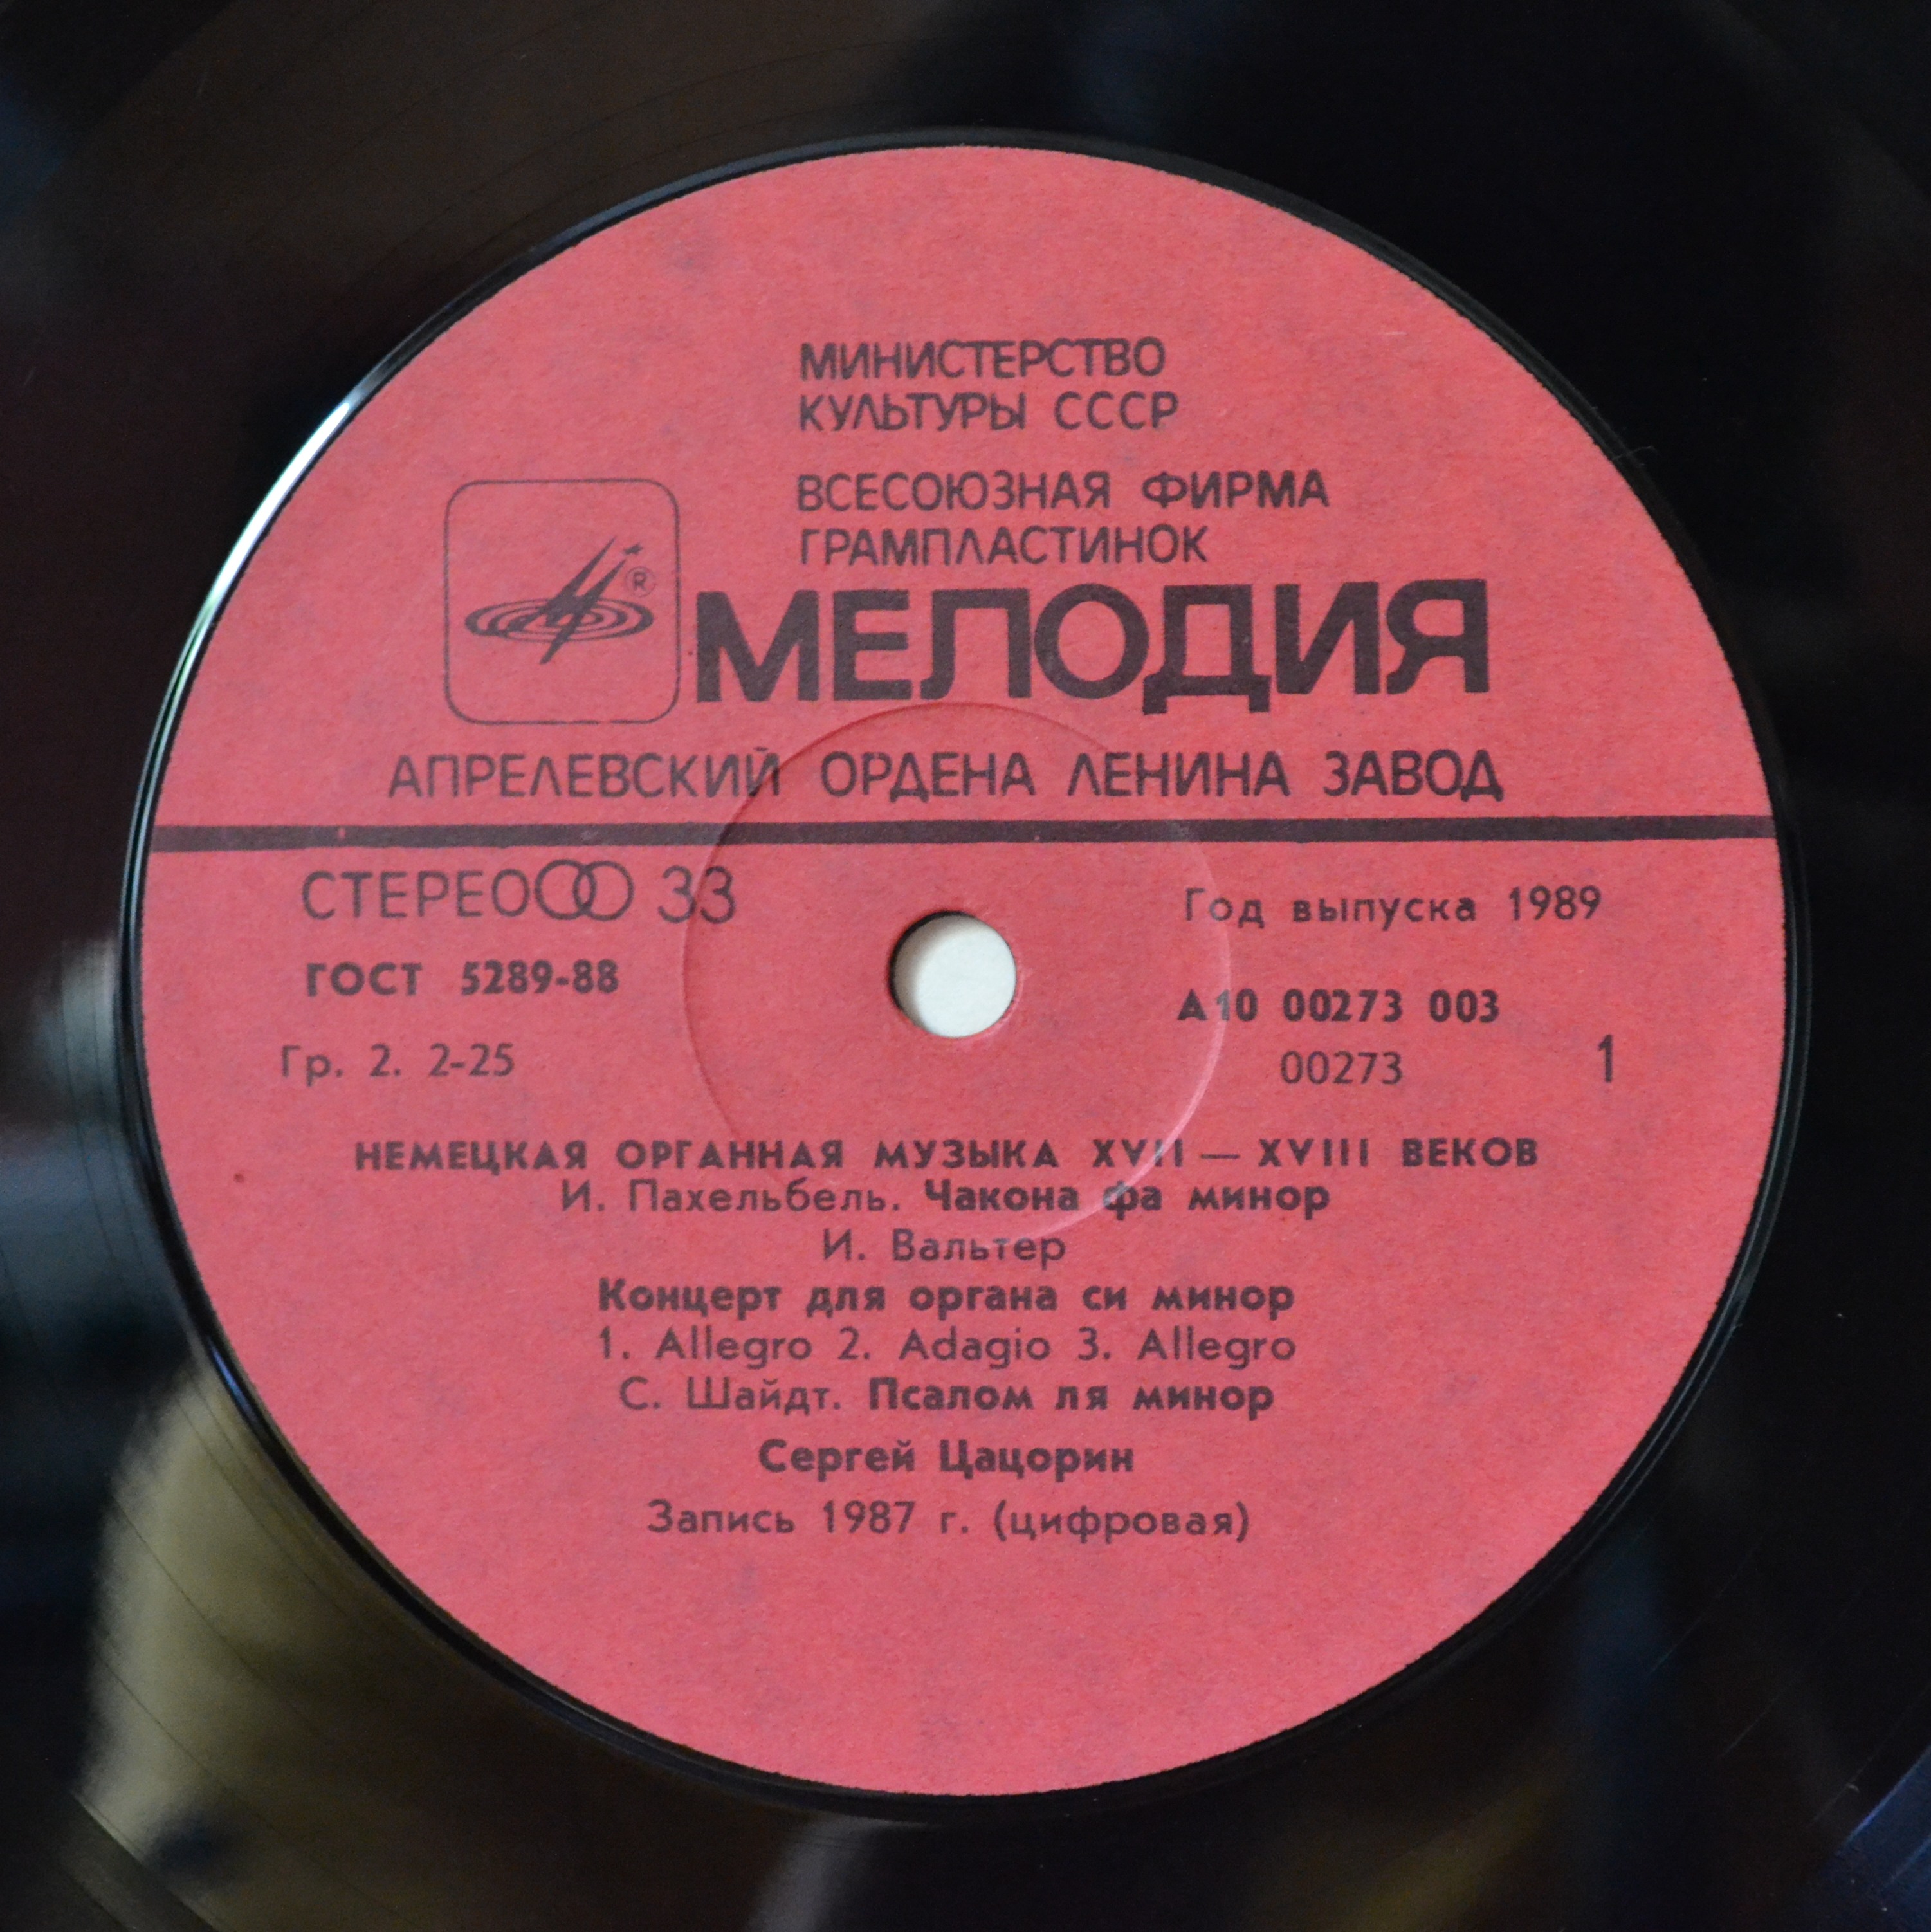 МИНИСТЕРСТВО
КУЛЬТУРЫ СССР
ВСЕСОЮЗНАЯ ФИРМА
ГРАМПЛАСТИНОК
®
МЕЛОДИЯ
АПРЕЛЕВСКИЙ ОРДЕНА ЛЕНИНА ЗАВОД
СТЕРЕО 33
Год выпуска 1989
ГОСТ 5289-88
А10 00273 003
Гр. 2. 2-25
00273 1
НЕМЕЦКАЯ ОРГАННАЯ МУЗЫКА XVII — XVIII ВЕКОВ
И. Пахельбель. Чакона фа минор
И. Вальтер
Концерт для органа си минор
1. Allegro 2. Adagio 3. Allegro
С. Шайдт. Псалом ля минор
Сергей Цацорин
Запись 1987 г. (цифровая)